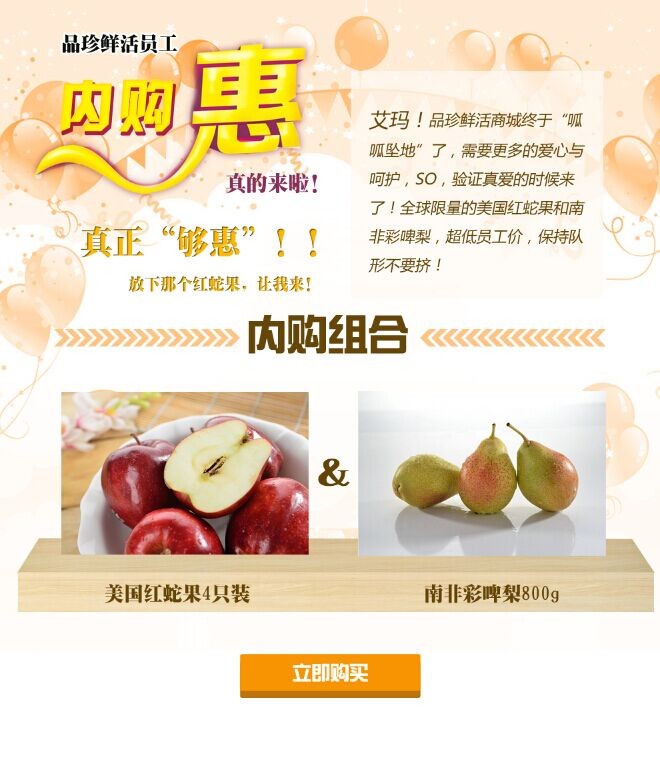 品珍鲜活员工
内购惠
真的来啦!
真正“够惠”！！
放下那个红蛇果，让我来!
艾玛！品珍鲜活商城终于“呱
呱坠地”了，需要更多的爱心与
呵护，SO，验证真爱的时候来
了！全球限量的美国红蛇果和南
非彩啤梨，超低员工价，保持队
形不要挤！
内购组合
&
美国红蛇果4只装
南非彩啤梨800g
立即购买